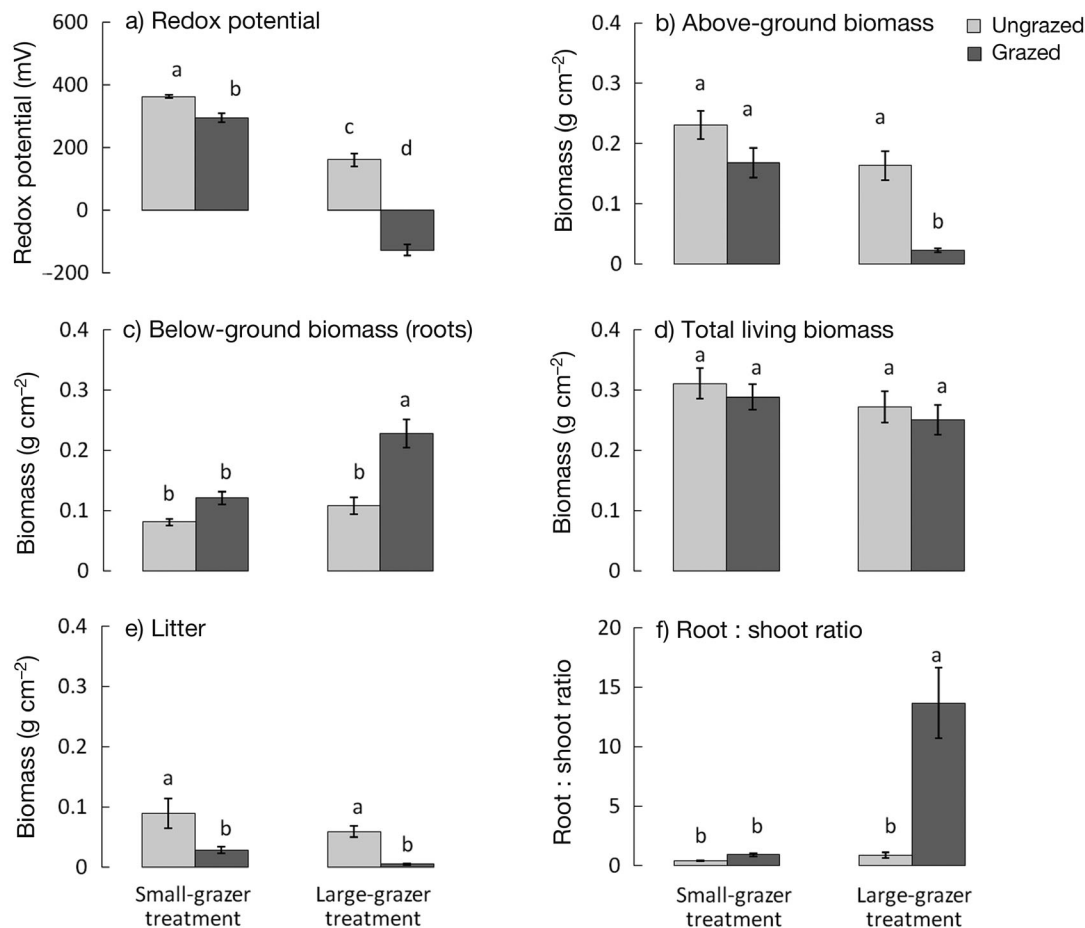 a) Redox potential
Redox potential (mV)
600
400
200
0
–200
a
b
c
d
b) Above-ground biomass
Ungrazed
Grazed
Biomass (g cm–2)
0.4
0.3
0.2
0.1
0
a
a
a
b
c) Below-ground biomass (roots)
Biomass (g cm–2)
0.4
0.3
0.2
0.1
0
b
b
b
a
d) Total living biomass
Biomass (g cm–2)
0.4
0.3
0.2
0.1
0
a
a
a
a
e) Litter
Biomass (g cm–2)
0.4
0.3
0.2
0.1
0
a
b
a
b
Small-grazer
treatment
Large-grazer
treatment
f) Root : shoot ratio
Root : shoot ratio
20
15
10
5
0
b
b
b
a
Small-grazer
treatment
Large-grazer
treatment